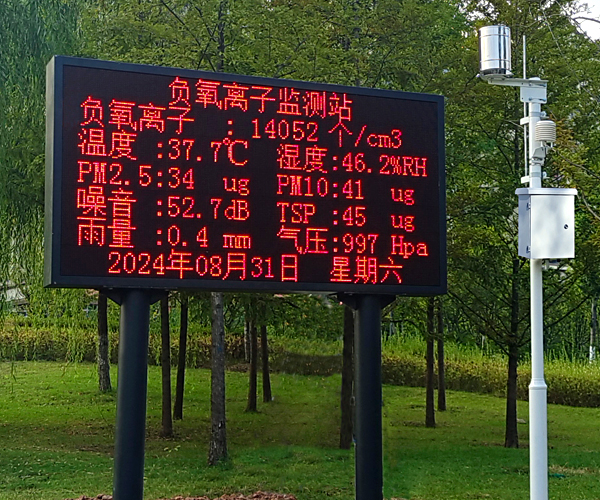 负氧离子监测站
负氧离子 : 14052 个/cm3
温度 :37.7℃ 湿度:46.2%RH
PM2.5:34 ug PM10:41 ug
噪音 :52.7dB TSP :45 ug
雨量 :0.4 mm 气压:997 Hpa
2024年08月31日 星期六